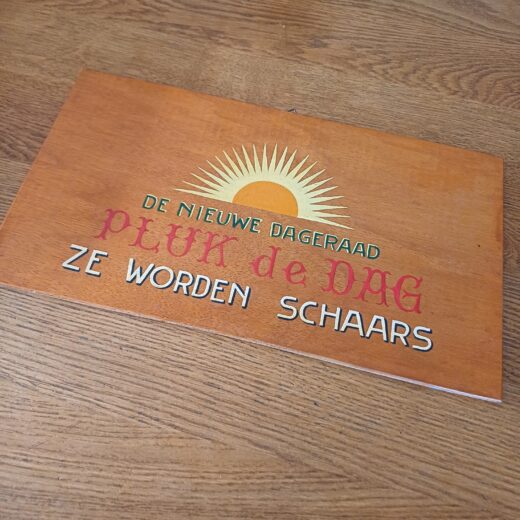 DE NIEUWE DAGERAAD
PLUK de DAG
ZE WORDEN SCHAARS